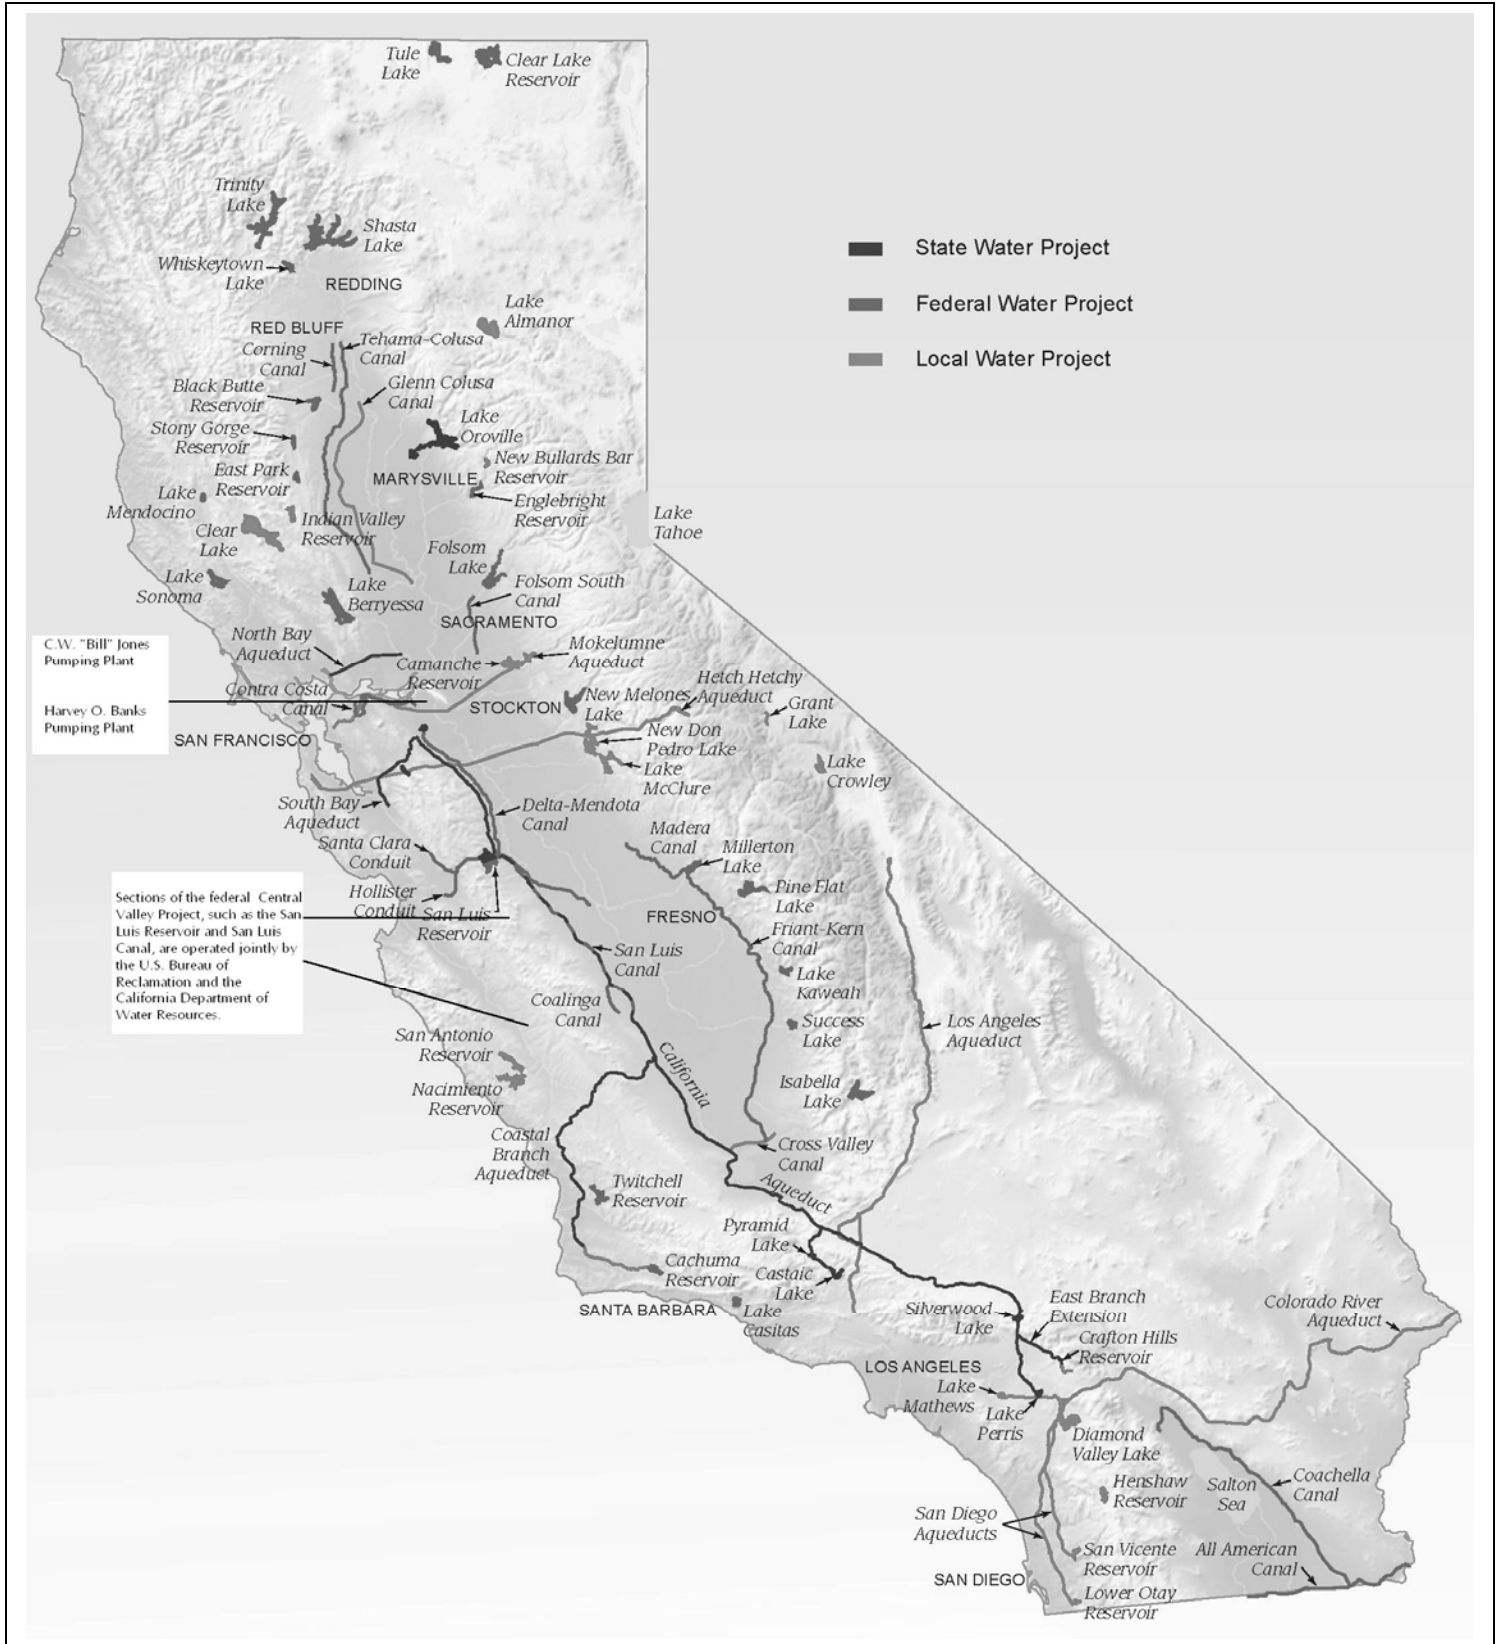 Tule
Lake
Clear Lake
Reservoir
Trinity
Lake
Shasta
Lake
Whiskeytown
Lake
REDDING
State Water Project
Federal Water Project
Local Water Project
Lake
Almanor
RED BLUFF
Tehama-Colusa
Canal
Corning
Canal
Glenn Colusa
Canal
Black Butte
Reservoir
Lake
Oroville
Stony Gorge
Reservoir
New Bullards Bar
Reservoir
East Park
Reservoir
MARYSVILLE
Englebright
Reservoir
Lake
Mendocino
Indian Valley
Reservoir
Clear
Lake
Lake
Tahoe
Folsom
Lake
Lake
Sonoma
Lake
Berryessa
Folsom South
Canal
SACRAMENTO
North Bay
Aqueduct
C.W. "Bill" Jones
Pumping Plant
Harvey O. Banks
Pumping Plant
Mokelumne
Aqueduct
Camanche
Reservoir
Contra Costa
Canal
STOCKTON
New Melones
Lake
Hetch Hetchy
Aqueduct
Grant
Lake
SAN FRANCISCO
New Don
Pedro Lake
Lake
McClure
Lake
Crowley
South Bay
Aqueduct
Delta-Mendota
Canal
Santa Clara
Conduit
Madera
Canal
Millerton
Lake
Hollister
Conduit
San Luis
Reservoir
Pine Flat
Lake
FRESNO
Sections of the federal Central
Valley Project, such as the San
Luis Reservoir and San Luis
Canal, are operated jointly by
the U.S. Bureau of
Reclamation and the
California Department of
Water Resources.
Friant-Kern
Canal
San Luis
Canal
Lake
Kaweah
Coalinga
Canal
Success
Lake
Los Angeles
Aqueduct
San Antonio
Reservoir
Nacimiento
Reservoir
California
Isabella
Lake
Coastal
Branch
Aqueduct
Cross Valley
Canal
Aqueduct
Twitchell
Reservoir
Pyramid
Lake
Cachuma
Reservoir
Castaic
Lake
SANTA BARBARA
Lake
Casitas
Silverwood
Lake
East Branch
Extension
Crafton Hills
Reservoir
Colorado River
Aqueduct
LOS ANGELES
Lake
Mathews
Lake
Perris
Diamond
Valley Lake
Henshaw
Reservoir
Salton
Sea
Coachella
Canal
San Diego
Aqueducts
San Vicente
Reservoir
All American
Canal
SAN DIEGO
Lower Otay
Reservoir